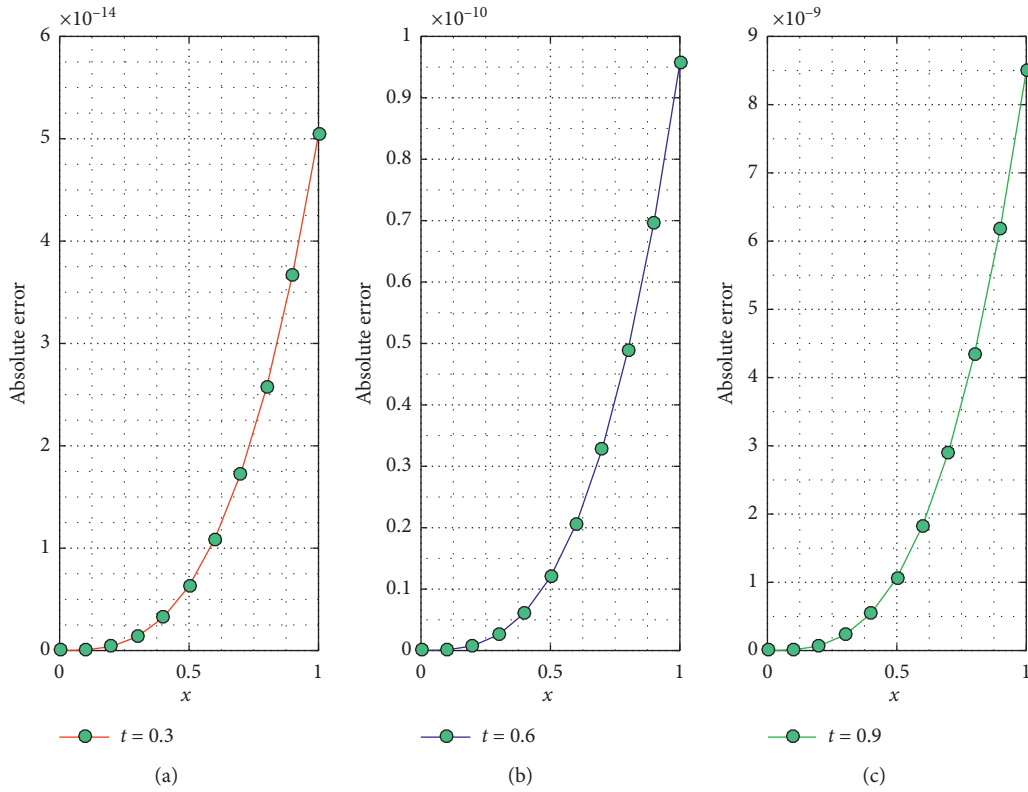 ×10⁻¹⁴
6
5
4
3
2
1
0
Absolute error
0 0.5 1
x
t = 0.3
(a)
×10⁻¹⁰
1
0.9
0.8
0.7
0.6
0.5
0.4
0.3
0.2
0.1
0
Absolute error
0 0.5 1
x
t = 0.6
(b)
×10⁻⁹
9
8
7
6
5
4
3
2
1
0
Absolute error
0 0.5 1
x
t = 0.9
(c)